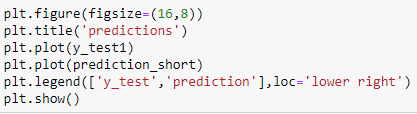 plt.figure(figsize=(16,8))
plt.title('predictions')
plt.plot(y_test1)
plt.plot(prediction_short)
plt.legend(['y_test','prediction'],loc='lower right')
plt.show()